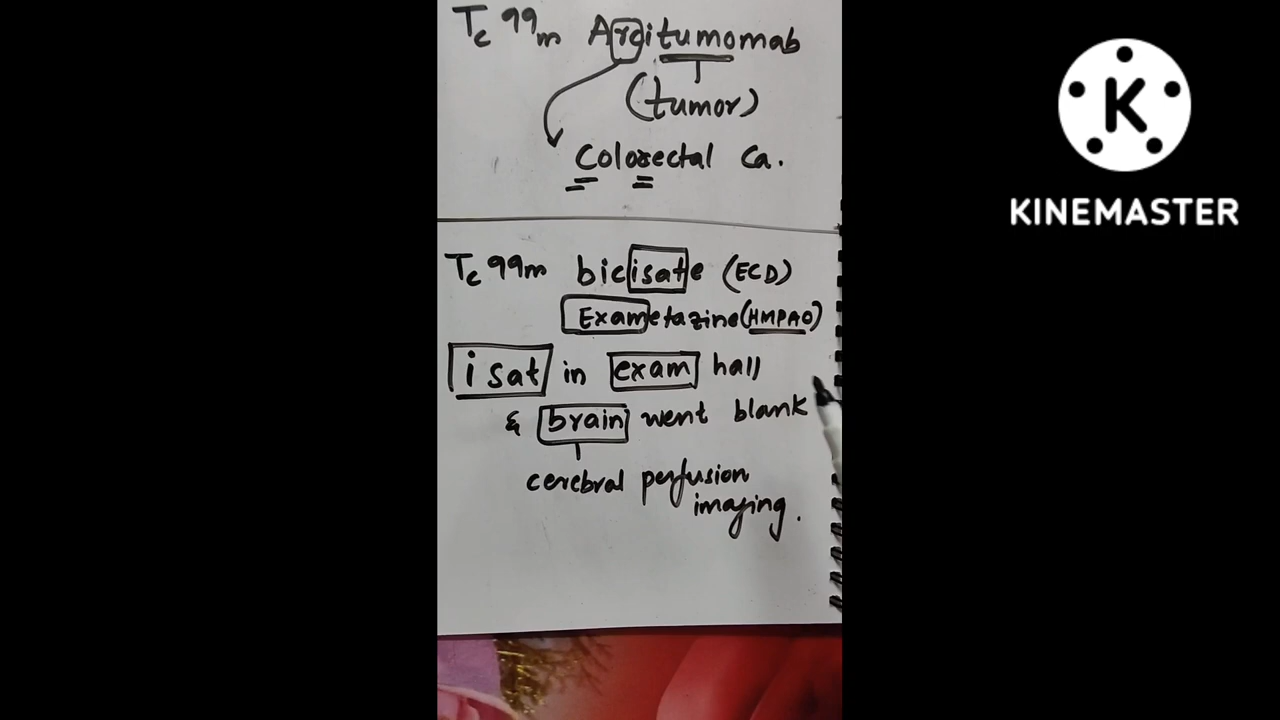 Tc 99m Arcitumomab
(tumor)
Colorectal Ca.
Tc 99m bicisate (ECD)
Exametazine (HMPAO)
i sat in exam hall
& brain went blank
cerebral perfusion
imaging.
K
KINEMASTER